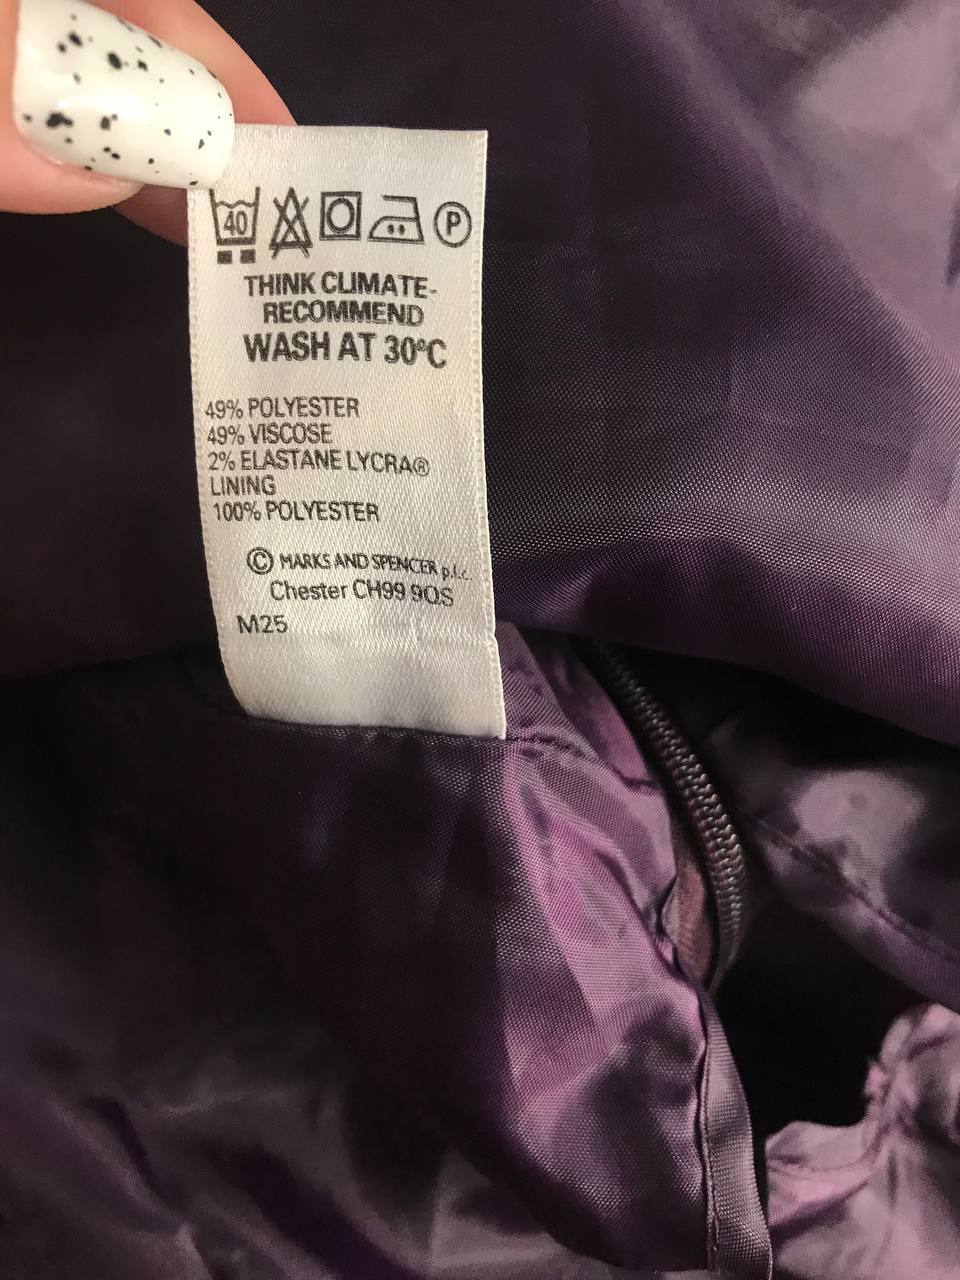 40 P
THINK CLIMATE-
RECOMMEND
WASH AT 30ºC
49% POLYESTER
49% VISCOSE
2% ELASTANE LYCRA®
LINING
100% POLYESTER
© MARKS AND SPENCER p.l.c.
Chester CH99 9QS
M25